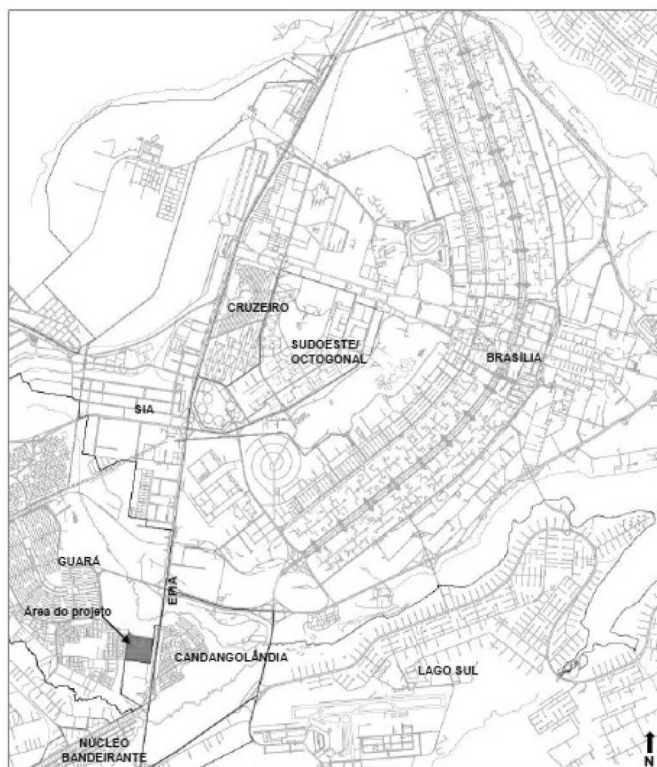 CRUZEIRO
SUDOESTE/
OCTOGONAL
BRASÍLIA
SIA
GUARÁ
EPIA
Área do projeto
CANDANGOLÂNDIA
LAGO SUL
NÚCLEO
BANDEIRANTE
N